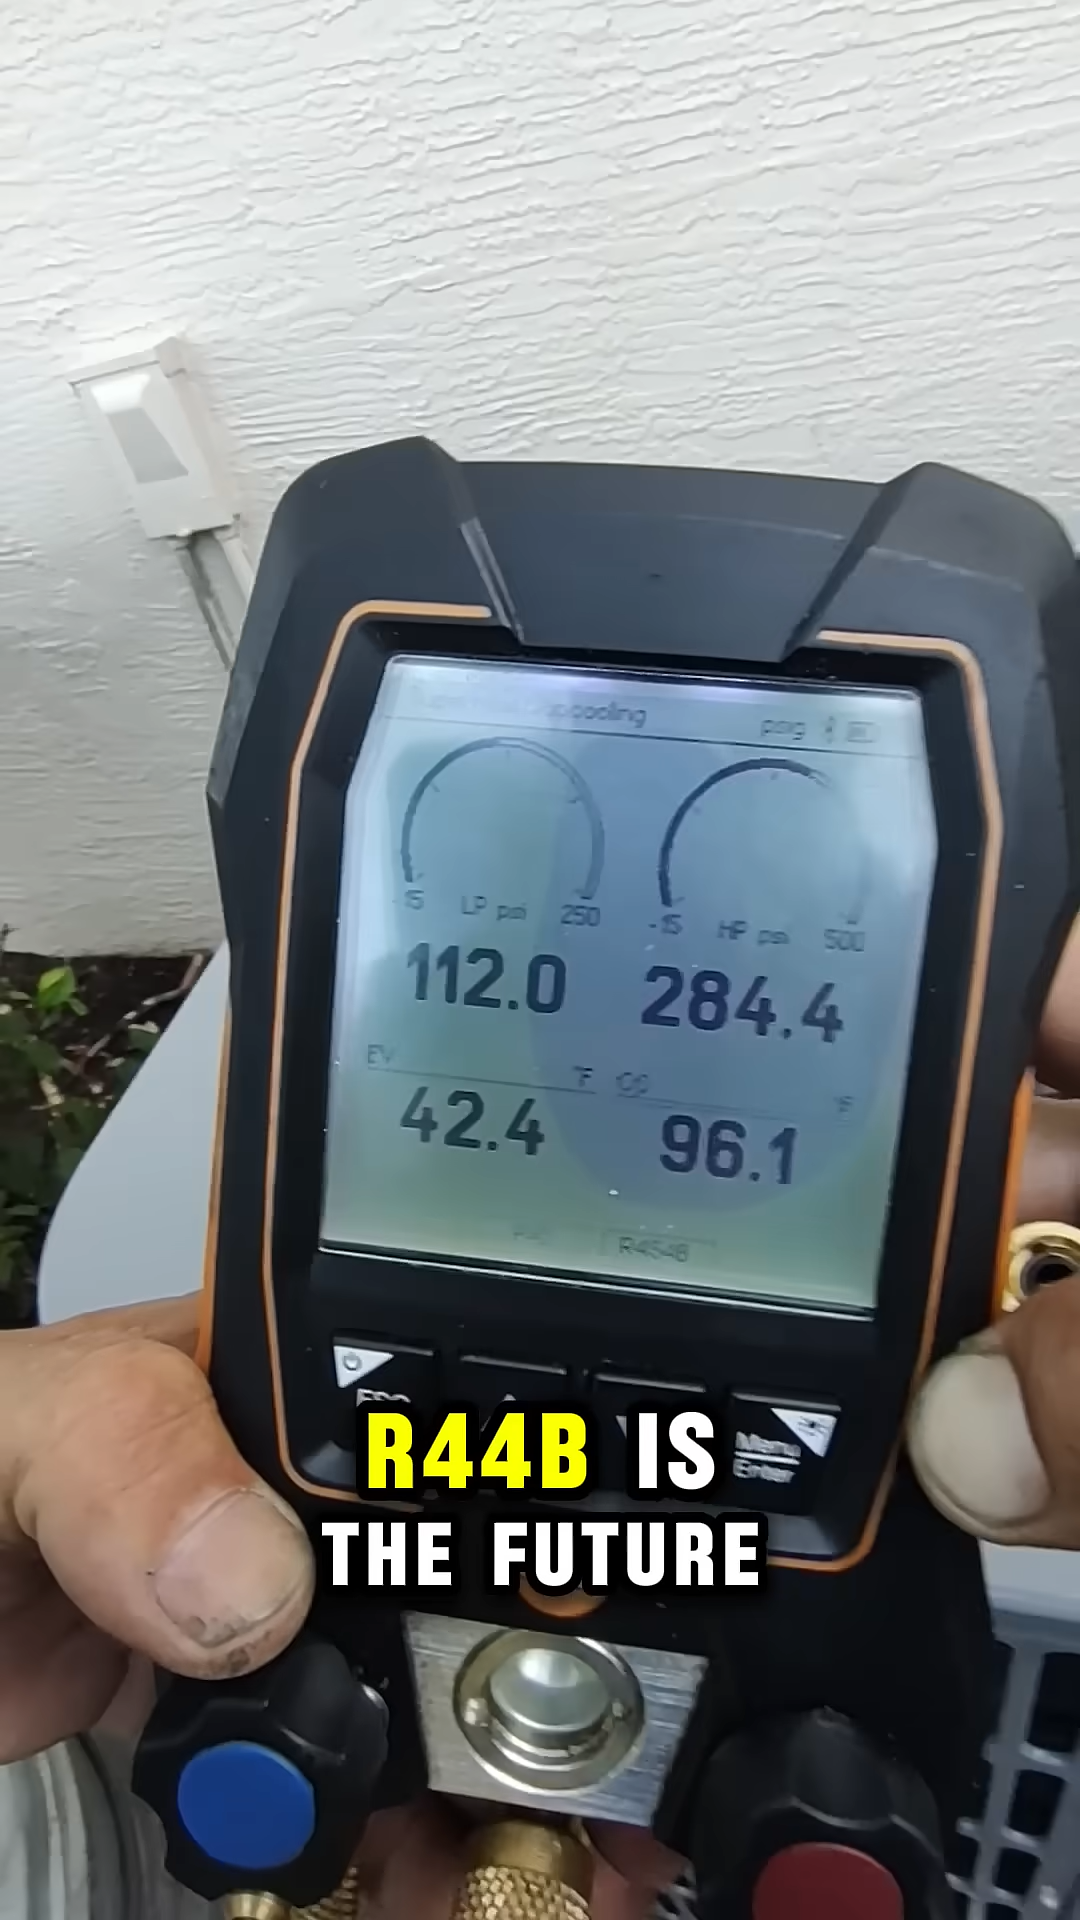 psig
-15 LP psi 250
-15 HP psi 500
112.0 284.4
EV °F CO °F
42.4 96.1
R454B
ESC
Menu
Enter
R44B IS
THE FUTURE